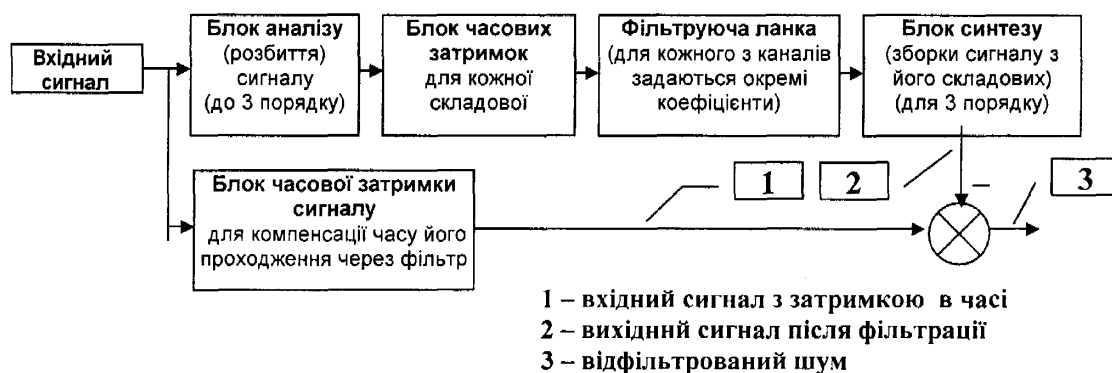 Вхідний
сигнал
Блок аналізу
(розбиття)
сигналу
(до 3 порядку)
Блок часових
затримок
для кожної
складової
Фільтруюча ланка
(для кожного з каналів
задаються окремі
коефіцієнти)
Блок синтезу
(зборки сигналу з
його складових)
(для 3 порядку)
Блок часової затримки
сигналу
для компенсації часу його
проходження через фільтр
1
2
3
1 – вхідний сигнал з затримкою в часі
2 – вихідннй сигнал після фільтрації
3 – відфільтрований шум